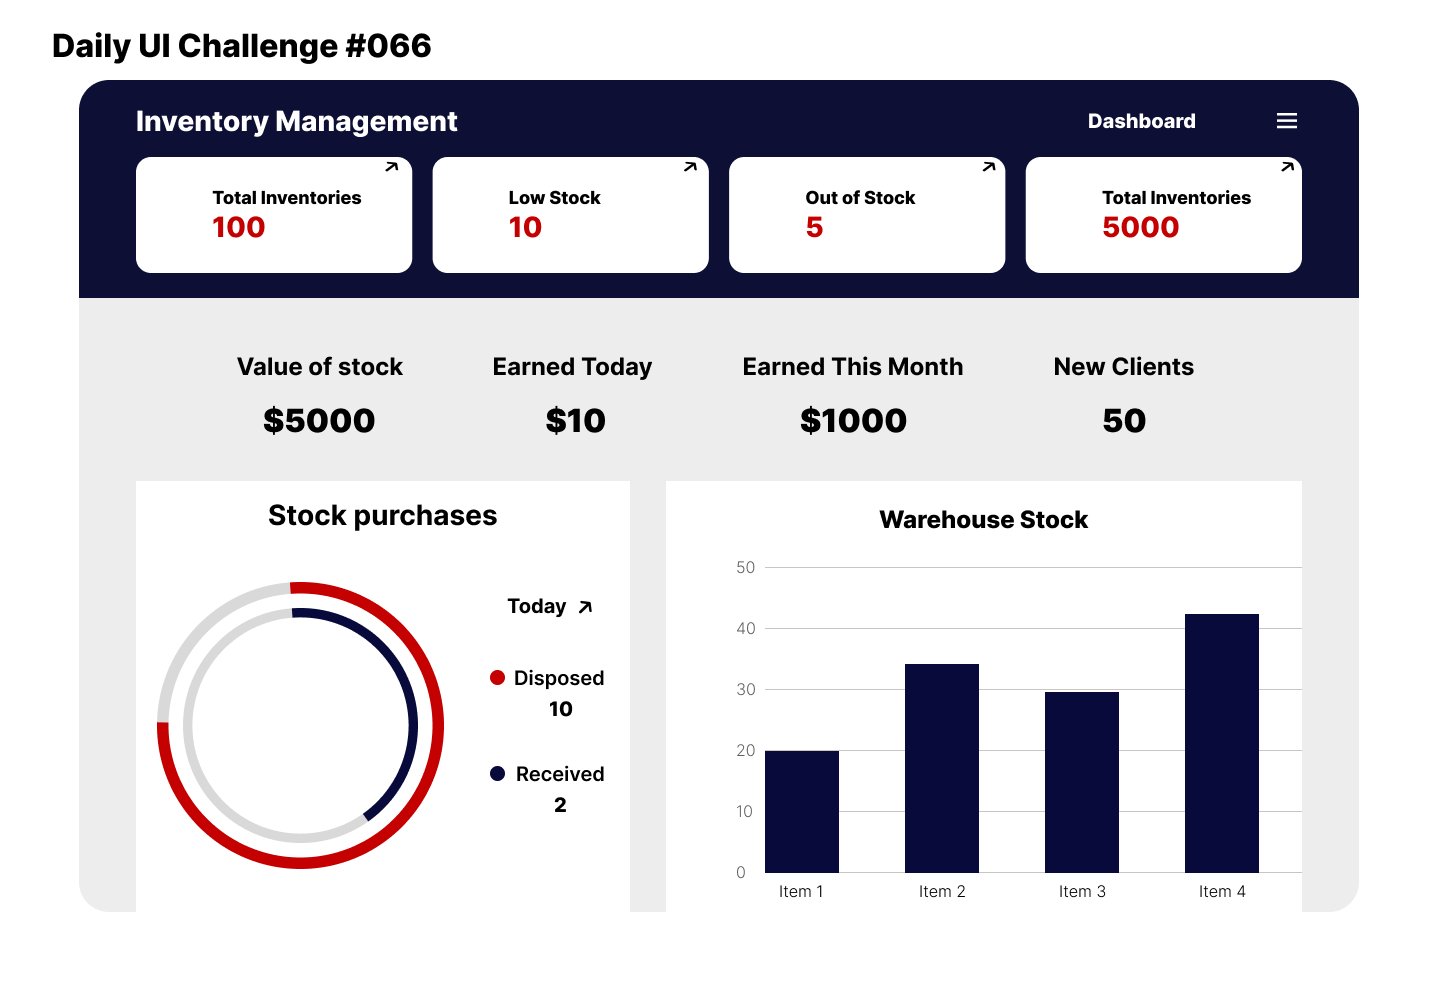 Daily UI Challenge #066
Inventory Management
Dashboard
Total Inventories
100
Low Stock
10
Out of Stock
5
Total Inventories
5000
Value of stock
$5000
Earned Today
$10
Earned This Month
$1000
New Clients
50
Stock purchases
Today
Disposed
10
Received
2
Warehouse Stock
50
40
30
20
10
0
Item 1
Item 2
Item 3
Item 4